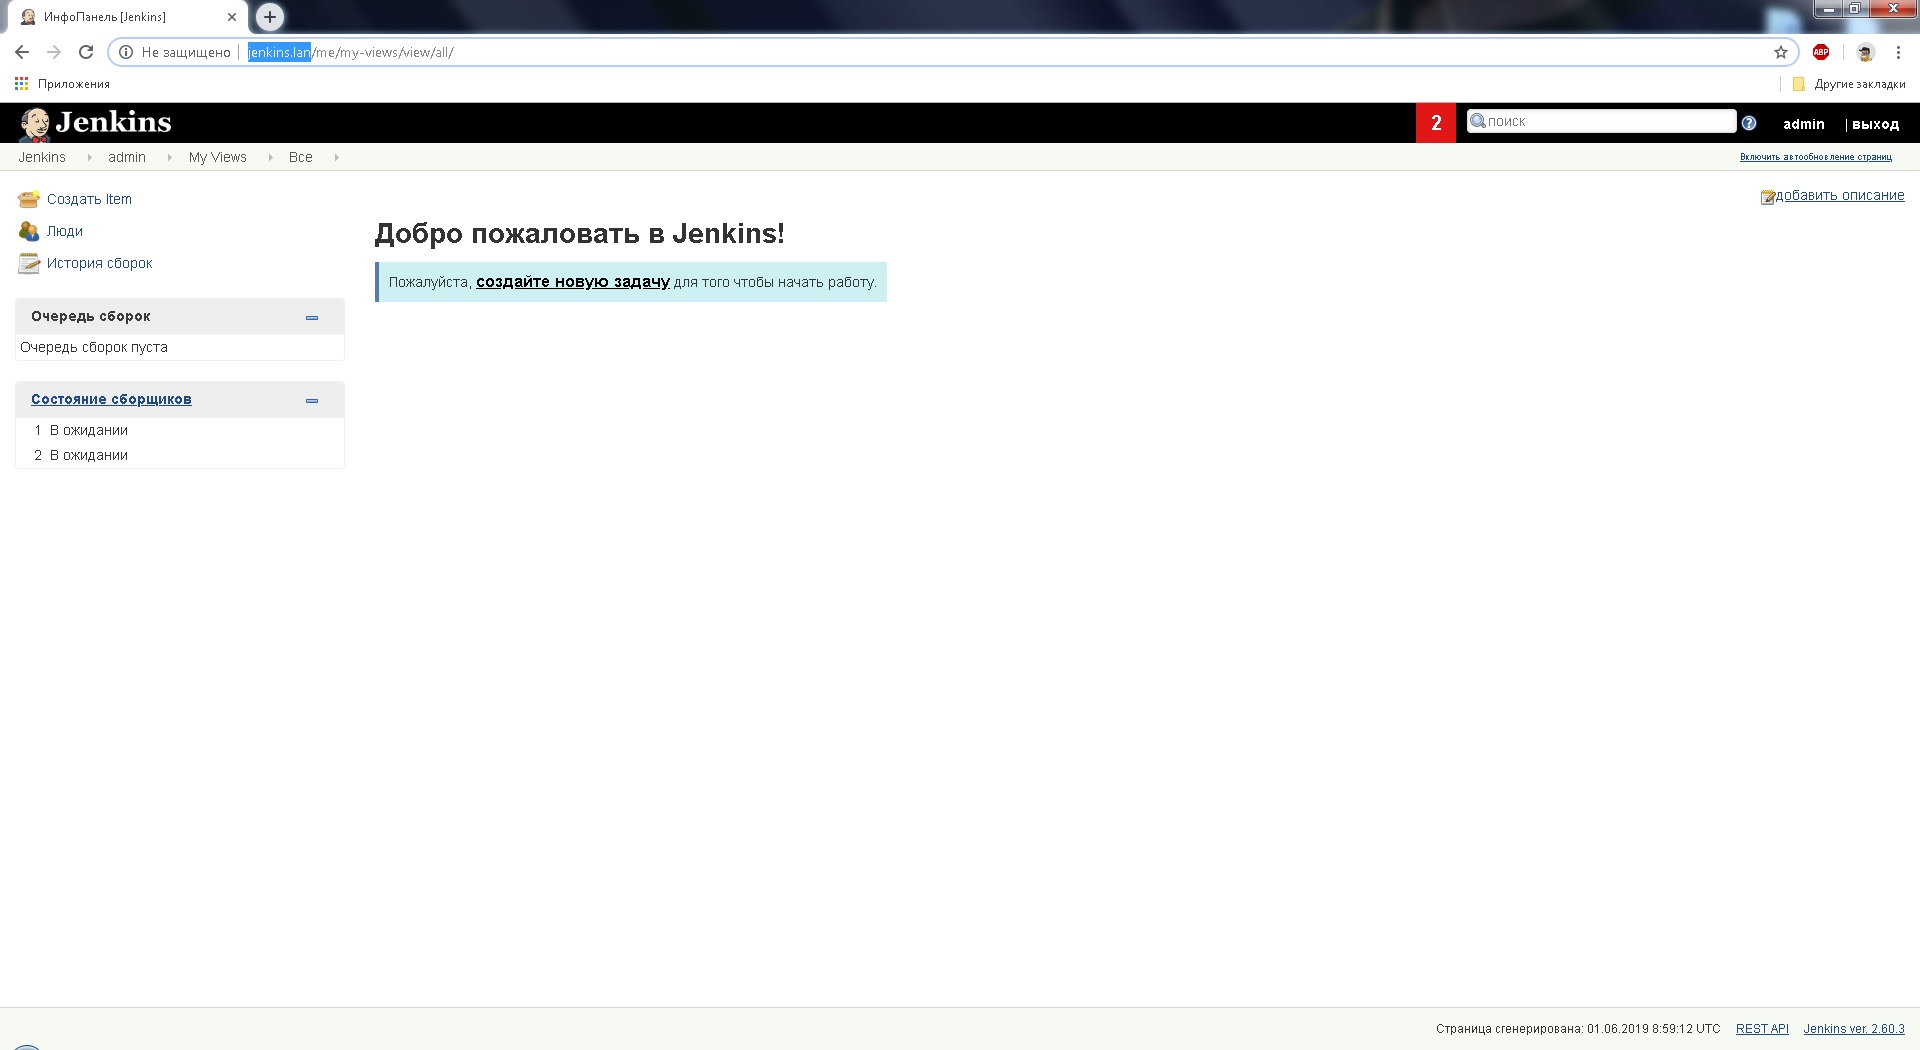 ИнфоПанель [Jenkins]
Не защищено jenkins.lan/me/my-views/view/all/
ABP
Приложения
Другие закладки
Jenkins
2
поиск
admin
| выход
Jenkins admin My Views Все
Включить автообновление страниц
Создать Item
Люди
История сборок
добавить описание
Добро пожаловать в Jenkins!
Пожалуйста, создайте новую задачу для того чтобы начать работу.
Очередь сборок
Очередь сборок пуста
Состояние сборщиков
1 В ожидании
2 В ожидании
Страница сгенерирована: 01.06.2019 8:59:12 UTC REST API Jenkins ver. 2.60.3